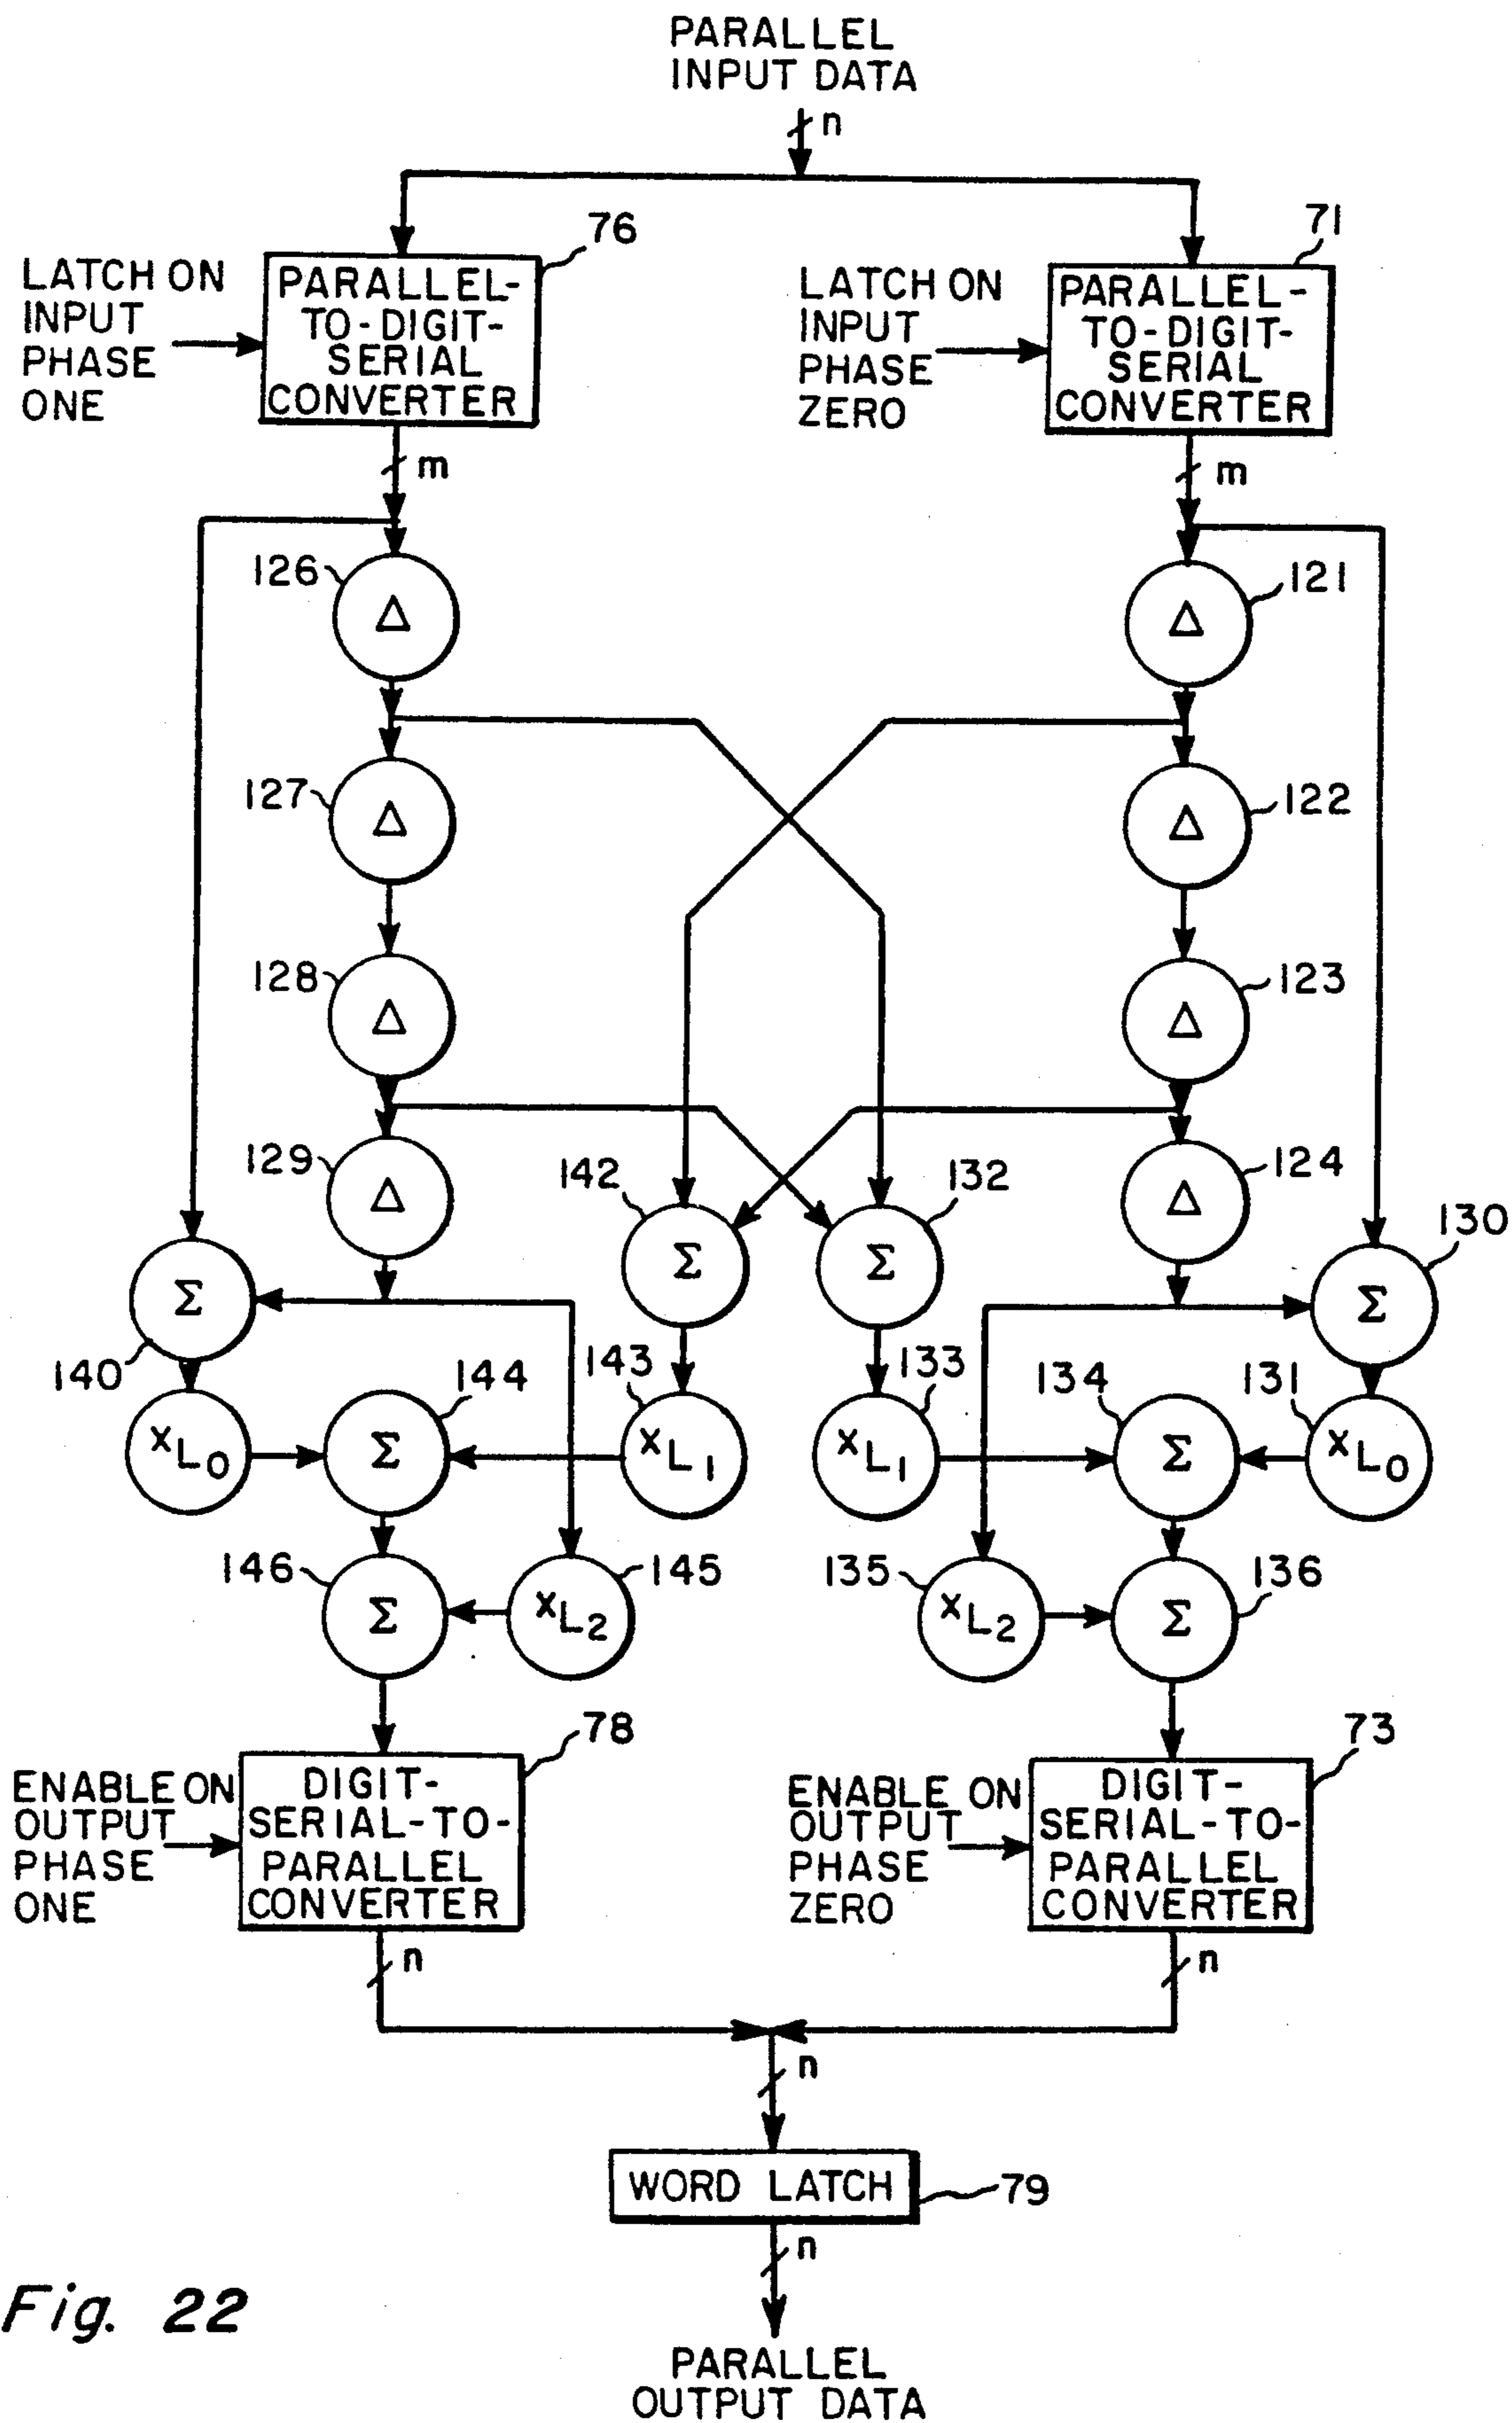 PARALLEL
INPUT DATA
n
76
71
LATCH ON
INPUT
PHASE
ONE
PARALLEL-
TO-DIGIT-
SERIAL
CONVERTER
LATCH ON
INPUT
PHASE
ZERO
PARALLEL-
TO-DIGIT-
SERIAL
CONVERTER
m
m
126
Δ
121
Δ
127
Δ
122
Δ
128
Δ
123
Δ
129
Δ
142
Σ
132
Σ
124
Δ
130
Σ
Σ
140
144
143
133
134
131
XL0
Σ
XL1
XL1
Σ
XL0
146
Σ
145
XL2
135
XL2
136
Σ
78
73
ENABLE ON
OUTPUT
PHASE
ONE
DIGIT-
SERIAL-TO-
PARALLEL
CONVERTER
ENABLE ON
OUTPUT
PHASE
ZERO
DIGIT-
SERIAL-TO-
PARALLEL
CONVERTER
n
n
n
WORD LATCH
79
n
Fig. 22
PARALLEL
OUTPUT DATA